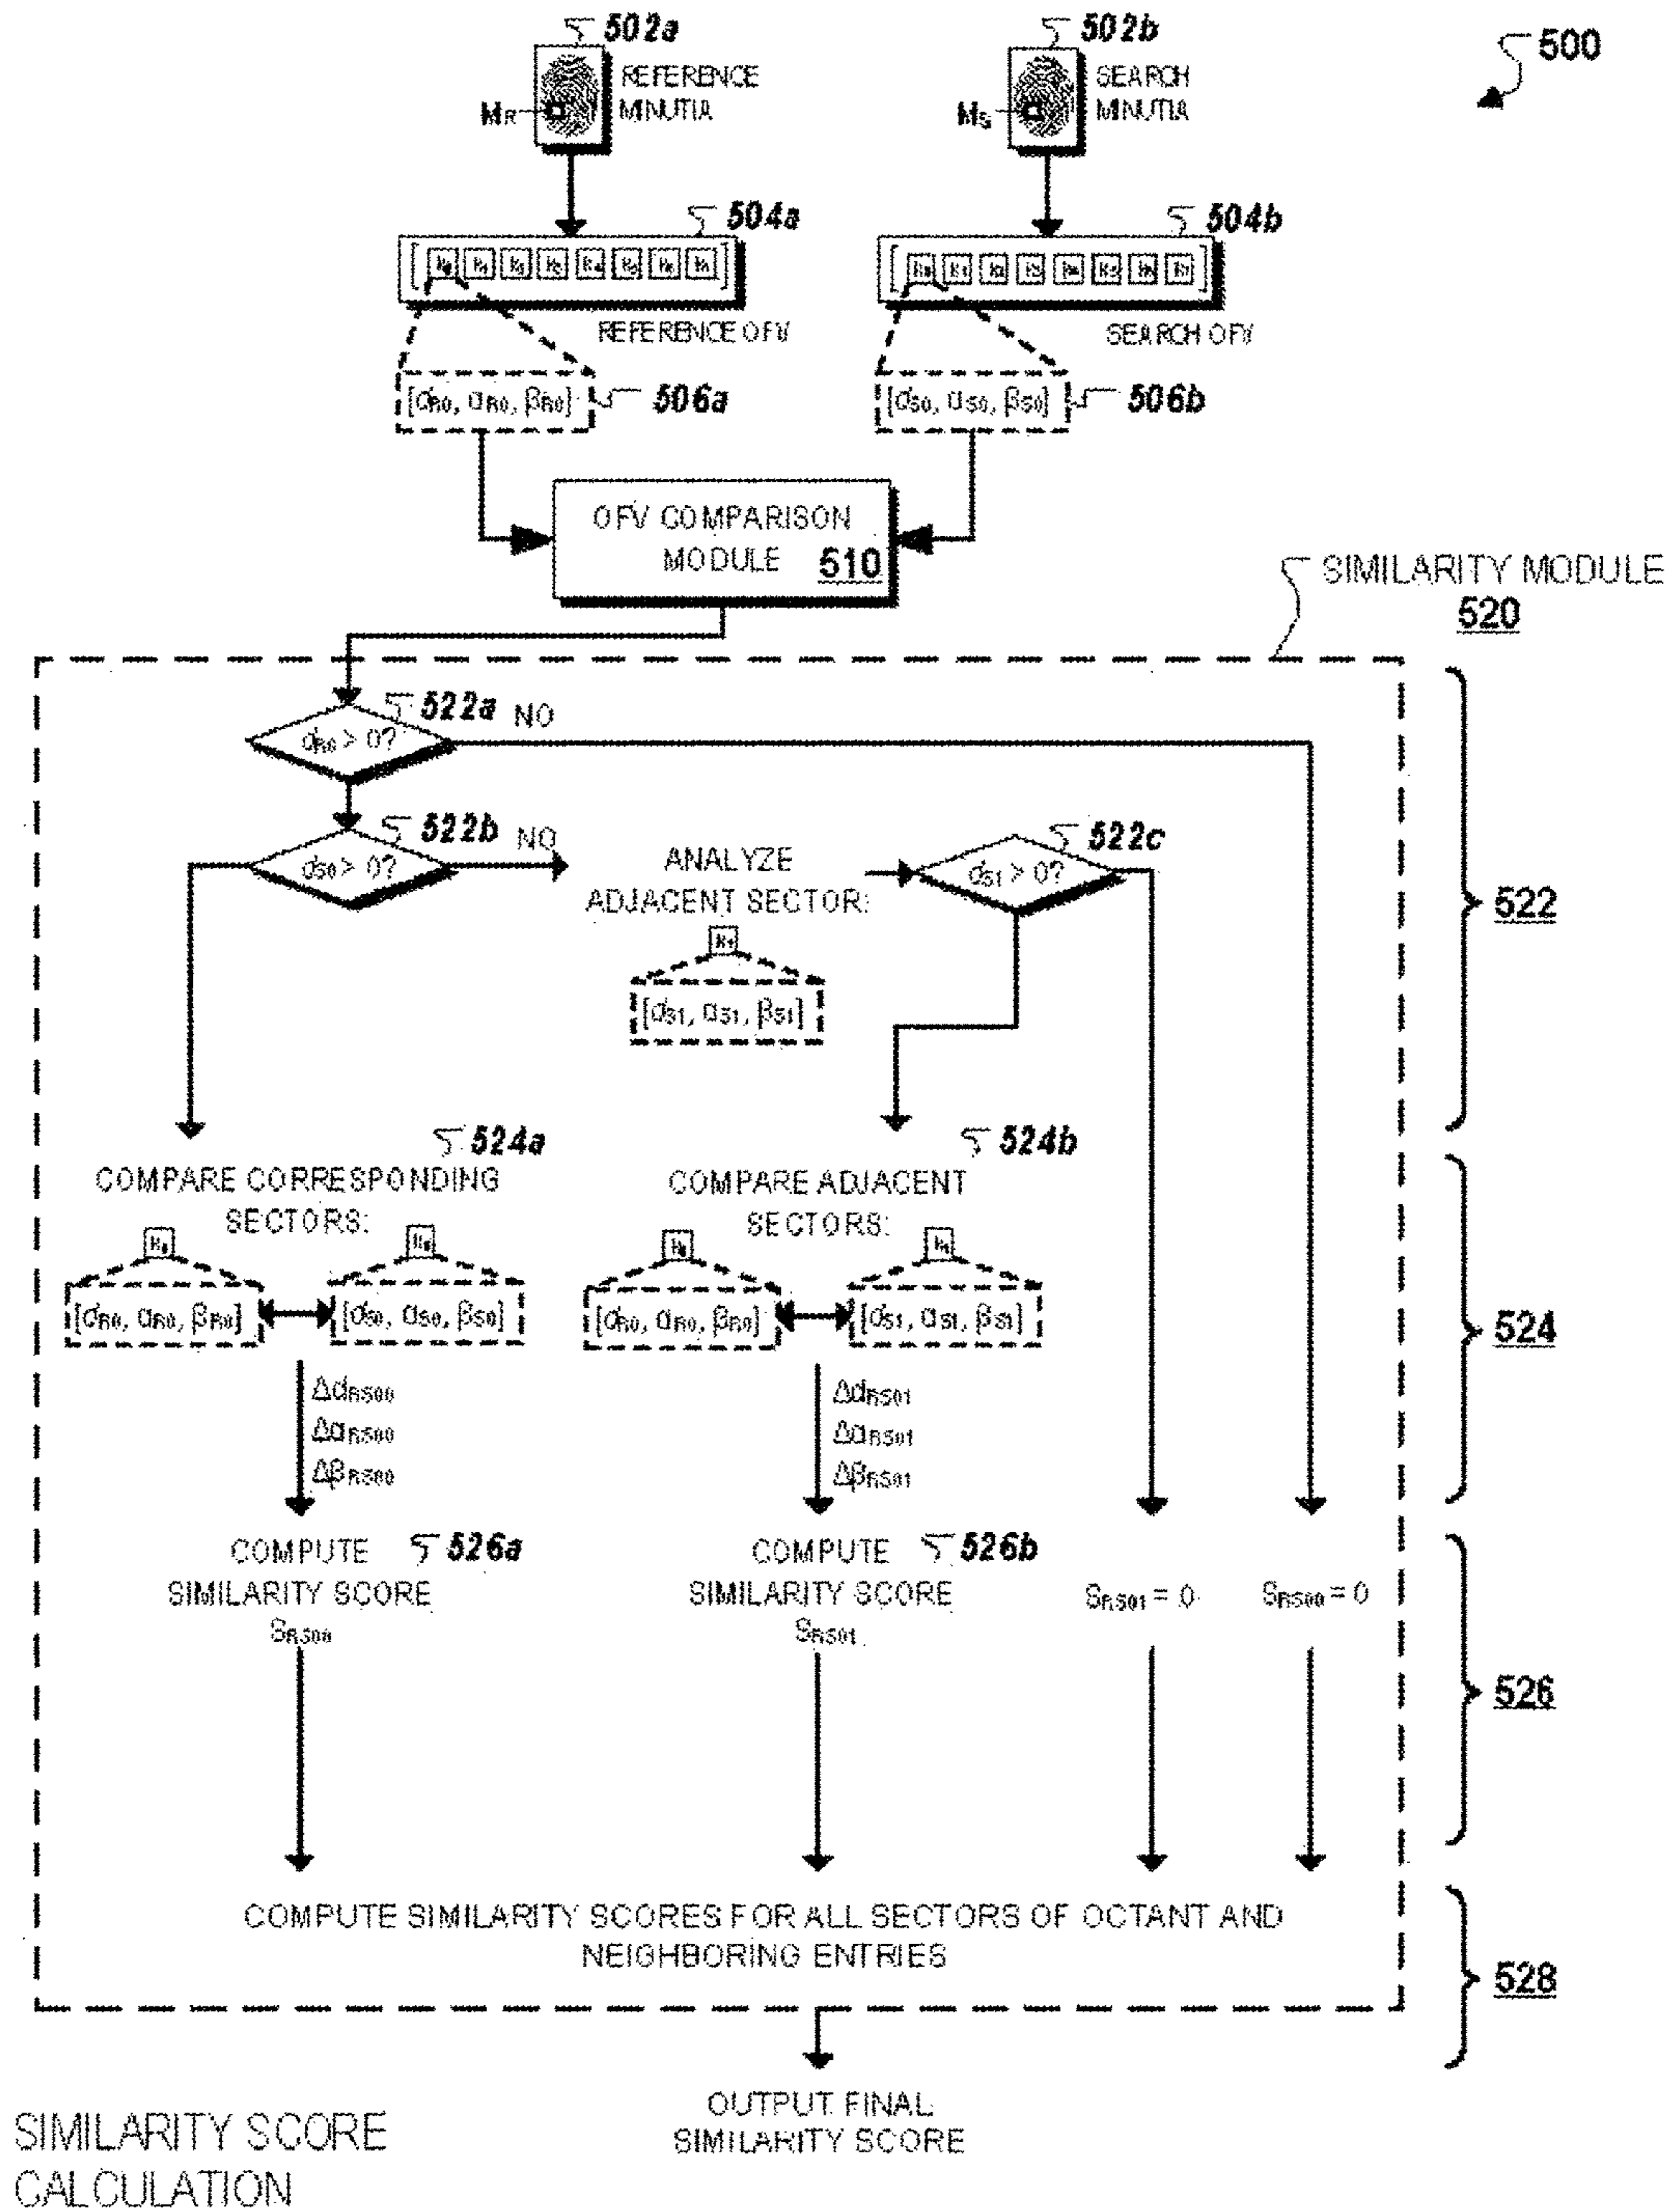 502a
502b
500
REFERENCE
MINUTIA
SEARCH
MINUTIA
MR
MS
504a
504b
REFERENCE OFV
SEARCH OFV
[dR0, αR0, βR0]
506a
[dS0, αS0, βS0]
506b
OFV COMPARISON
MODULE 510
SIMILARITY MODULE
520
522a
NO
dR0 > 0?
522b
NO
dS0 > 0?
ANALYZE
ADJACENT SECTOR:
522c
dS1 > 0?
522
[dS1, αS1, βS1]
524a
524b
COMPARE CORRESPONDING
SECTORS:
COMPARE ADJACENT
SECTORS:
[dR0, αR0, βR0]
[dS0, αS0, βS0]
[dR0, αR0, βR0]
[dS1, αS1, βS1]
524
ΔdRS00
ΔαRS00
ΔβRS00
ΔdRS01
ΔαRS01
ΔβRS01
COMPUTE
SIMILARITY SCORE
SRS00
526a
COMPUTE
SIMILARITY SCORE
SRS01
526b
SRS01 = 0
SRS00 = 0
526
COMPUTE SIMILARITY SCORES FOR ALL SECTORS OF OCTANT AND
NEIGHBORING ENTRIES
528
OUTPUT FINAL
SIMILARITY SCORE
SIMILARITY SCORE
CALCULATION